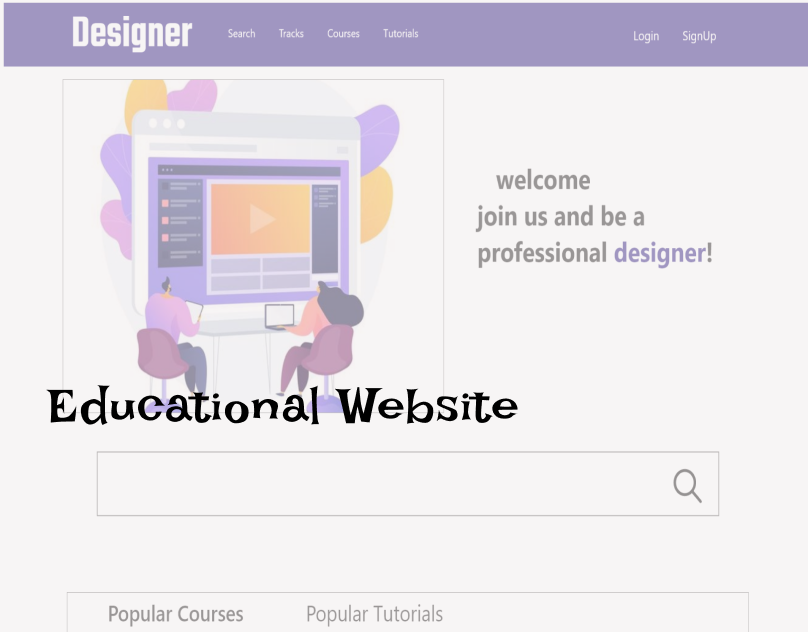 Designer Search Tracks Courses Tutorials Login SignUp
welcome
join us and be a
professional designer!
Educational Website
Popular Courses Popular Tutorials